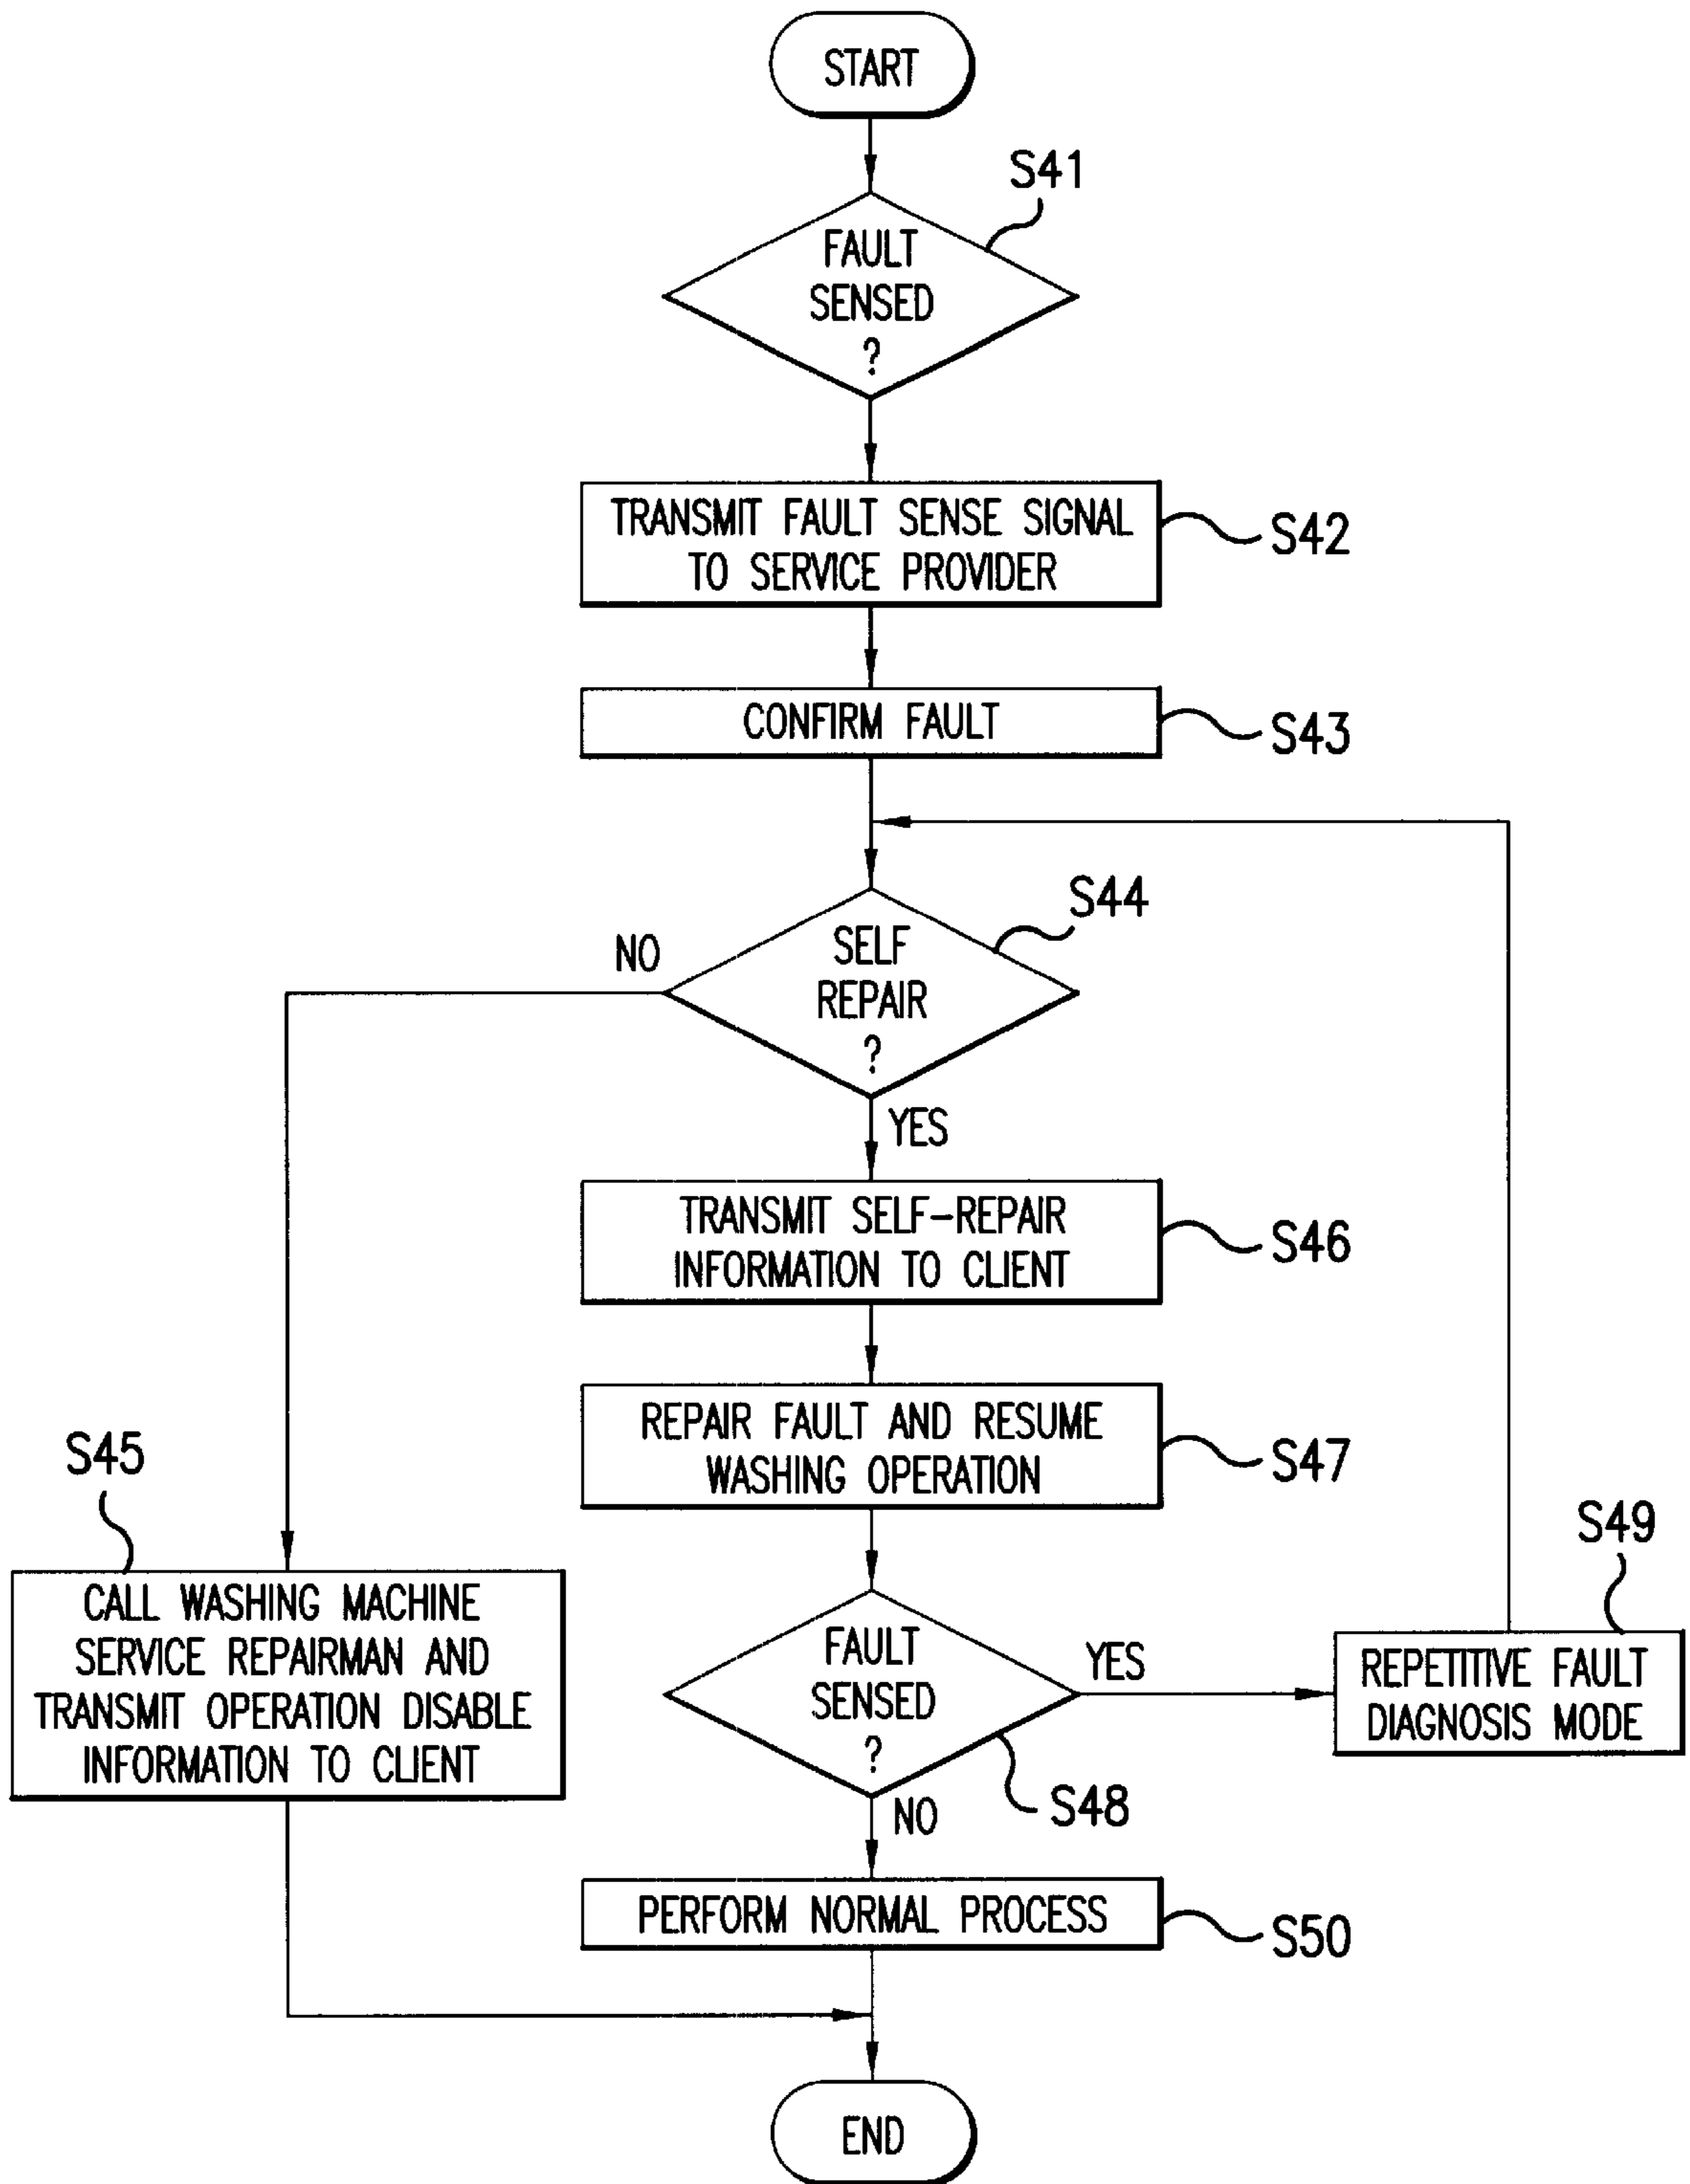 START
S41
FAULT
SENSED
?
TRANSMIT FAULT SENSE SIGNAL
TO SERVICE PROVIDER
S42
CONFIRM FAULT
S43
S44
SELF
REPAIR
?
NO
YES
TRANSMIT SELF-REPAIR
INFORMATION TO CLIENT
S46
REPAIR FAULT AND RESUME
WASHING OPERATION
S47
S45
CALL WASHING MACHINE
SERVICE REPAIRMAN AND
TRANSMIT OPERATION DISABLE
INFORMATION TO CLIENT
FAULT
SENSED
?
YES
S49
REPETITIVE FAULT
DIAGNOSIS MODE
S48
NO
PERFORM NORMAL PROCESS
S50
END